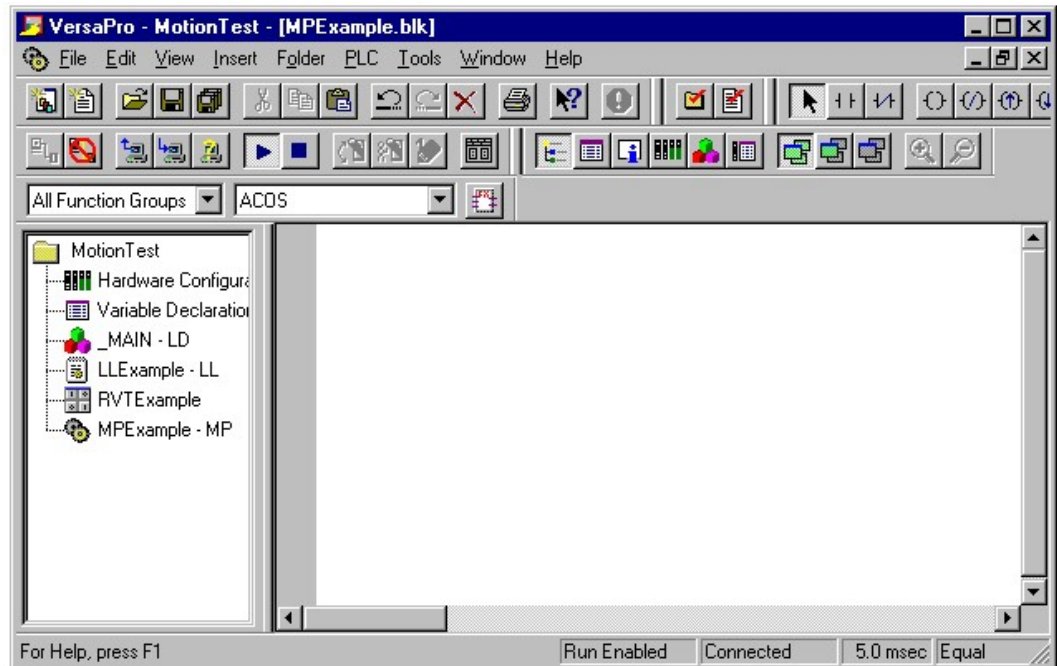 VersaPro - MotionTest - [MPExample.blk]
File Edit View Insert Folder PLC Tools Window Help
All Function Groups ACOS
MotionTest
Hardware Configura
Variable Declaration
_MAIN - LD
LLExample - LL
RVTExample
MPExample - MP
For Help, press F1 Run Enabled Connected 5.0 msec Equal